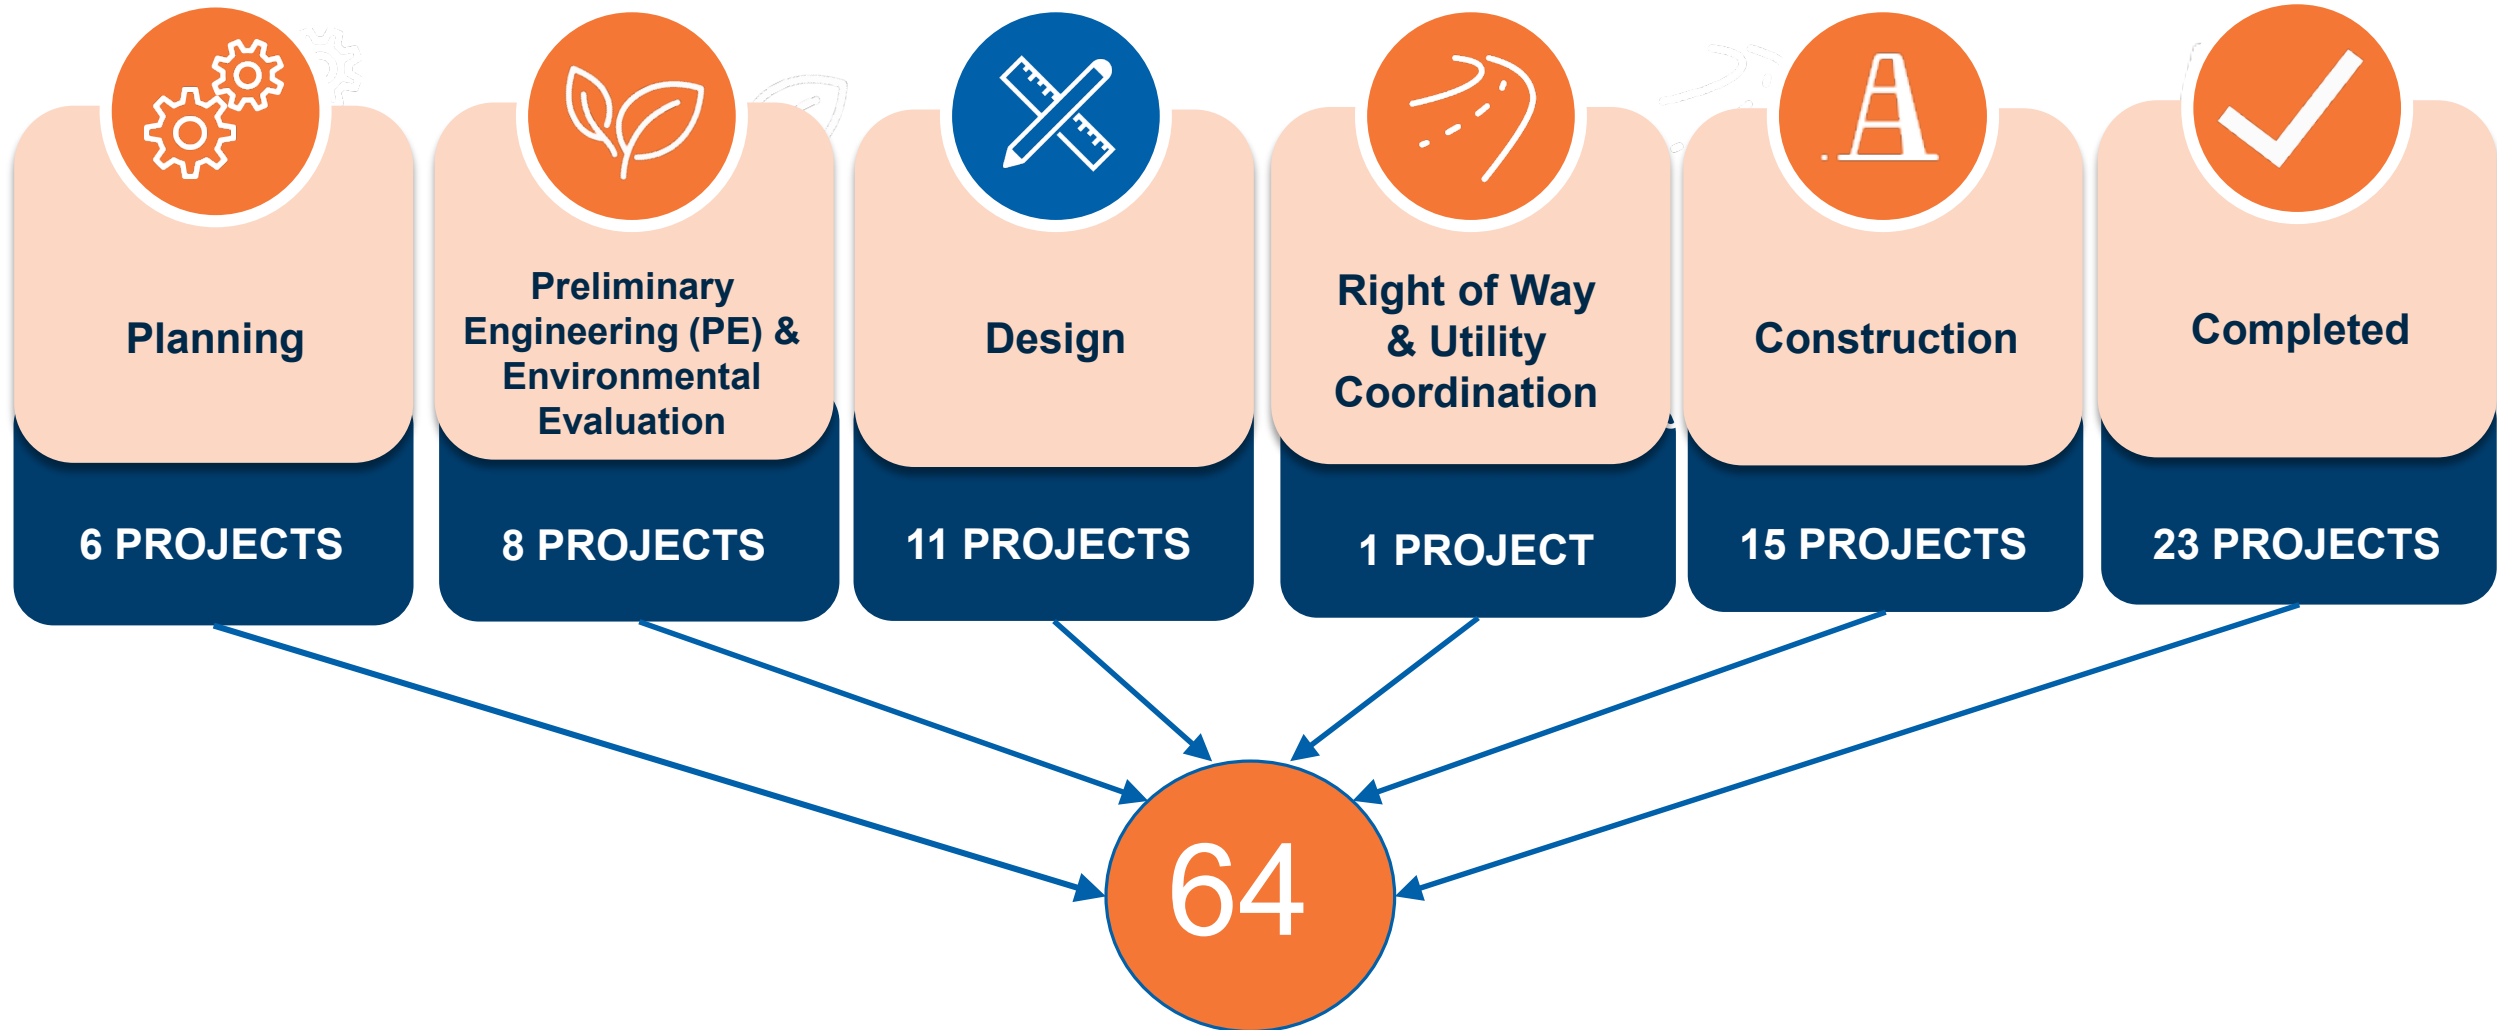 Planning
Preliminary
Engineering (PE) &
Environmental
Evaluation
Design
Right of Way
& Utility
Coordination
Construction
Completed
6 PROJECTS
8 PROJECTS
11 PROJECTS
1 PROJECT
15 PROJECTS
23 PROJECTS
64